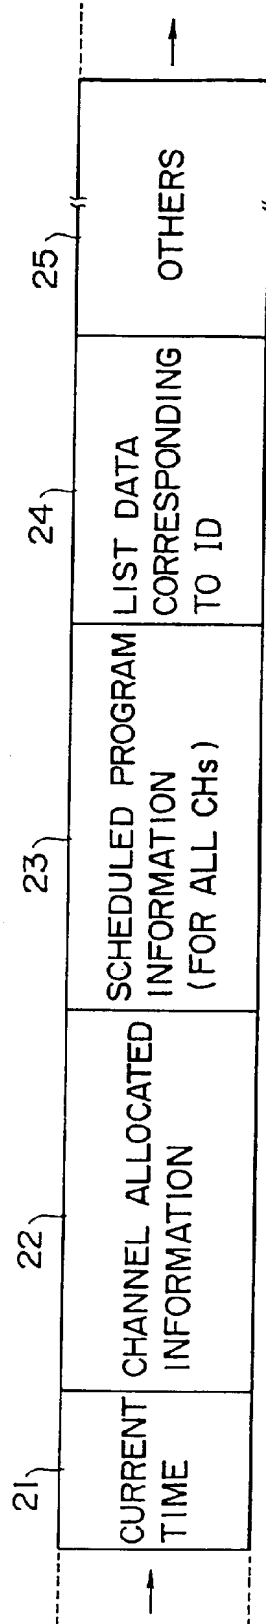 21
CURRENT
TIME
22
CHANNEL ALLOCATED
INFORMATION
23
SCHEDULED PROGRAM
INFORMATION
(FOR ALL CHs)
24
LIST DATA
CORRESPONDING
TO ID
25
OTHERS